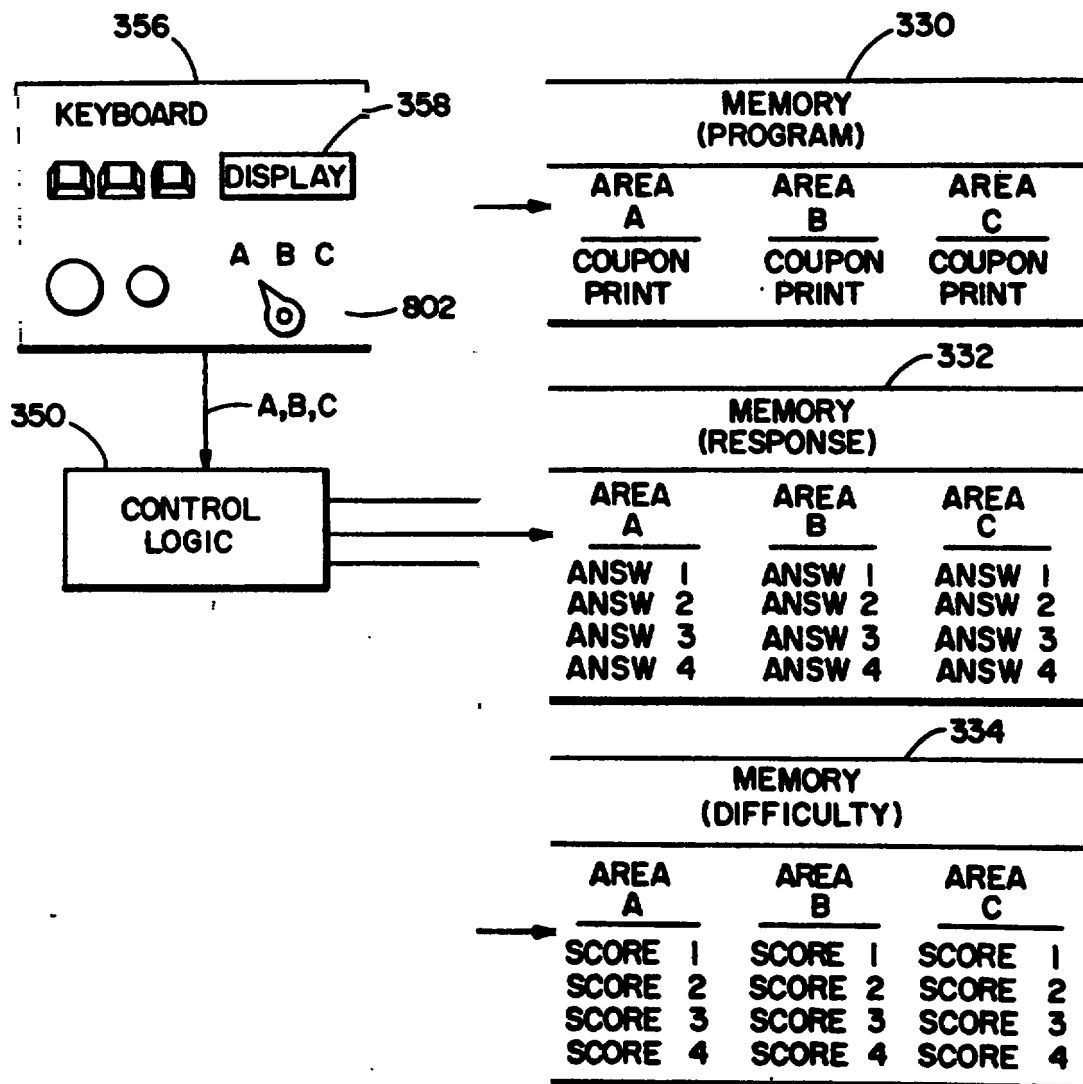 356
KEYBOARD
358
DISPLAY
A B C
802
A,B,C
350
CONTROL
LOGIC
330
MEMORY
(PROGRAM)
AREA AREA AREA
A B C
COUPON COUPON COUPON
PRINT PRINT PRINT
332
MEMORY
(RESPONSE)
AREA AREA AREA
A B C
ANSW 1 ANSW 1 ANSW 1
ANSW 2 ANSW 2 ANSW 2
ANSW 3 ANSW 3 ANSW 3
ANSW 4 ANSW 4 ANSW 4
334
MEMORY
(DIFFICULTY)
AREA AREA AREA
A B C
SCORE 1 SCORE 1 SCORE 1
SCORE 2 SCORE 2 SCORE 2
SCORE 3 SCORE 3 SCORE 3
SCORE 4 SCORE 4 SCORE 4